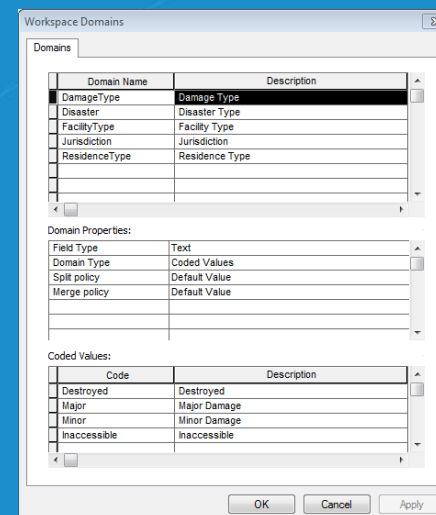 Workspace Domains
Domains
Domain Name Description
DamageType Damage Type
Disaster Disaster Type
FacilityType Facility Type
Jurisdiction Jurisdiction
ResidenceType Residence Type
Domain Properties:
Field Type Text
Domain Type Coded Values
Split policy Default Value
Merge policy Default Value
Coded Values:
Code Description
Destroyed Destroyed
Major Major Damage
Minor Minor Damage
Inaccessible Inaccessible
OK Cancel Apply